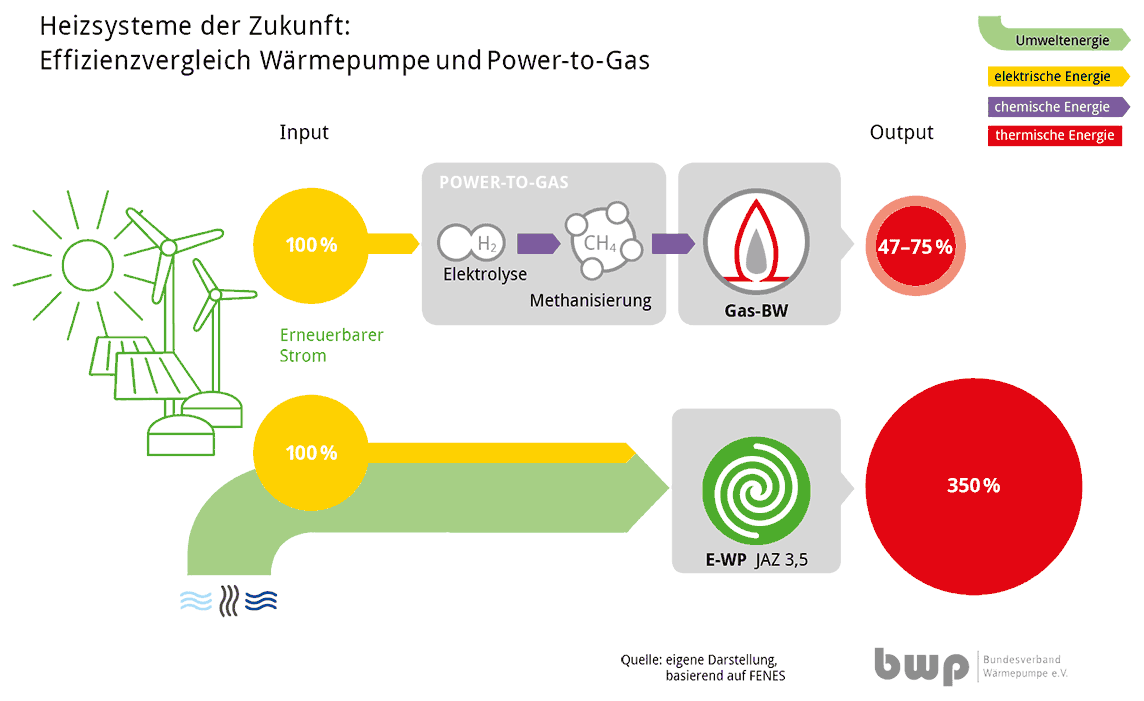 Heizsysteme der Zukunft:
Effizienzvergleich Wärmepumpe und Power-to-Gas
Umweltenergie
elektrische Energie
chemische Energie
thermische Energie
Input
Output
POWER-TO-GAS
100 %
H2
CH4
47–75 %
Elektrolyse
Methanisierung
Gas-BW
Erneuerbarer
Strom
100 %
350 %
E-WP JAZ 3,5
Quelle: eigene Darstellung,
basierend auf FENES
bwp
Bundesverband
Wärmepumpe e.V.